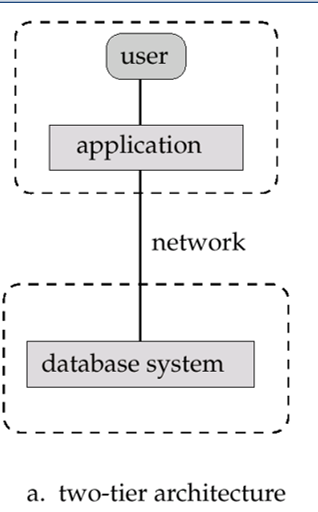 user
application
network
database system
a. two-tier architecture